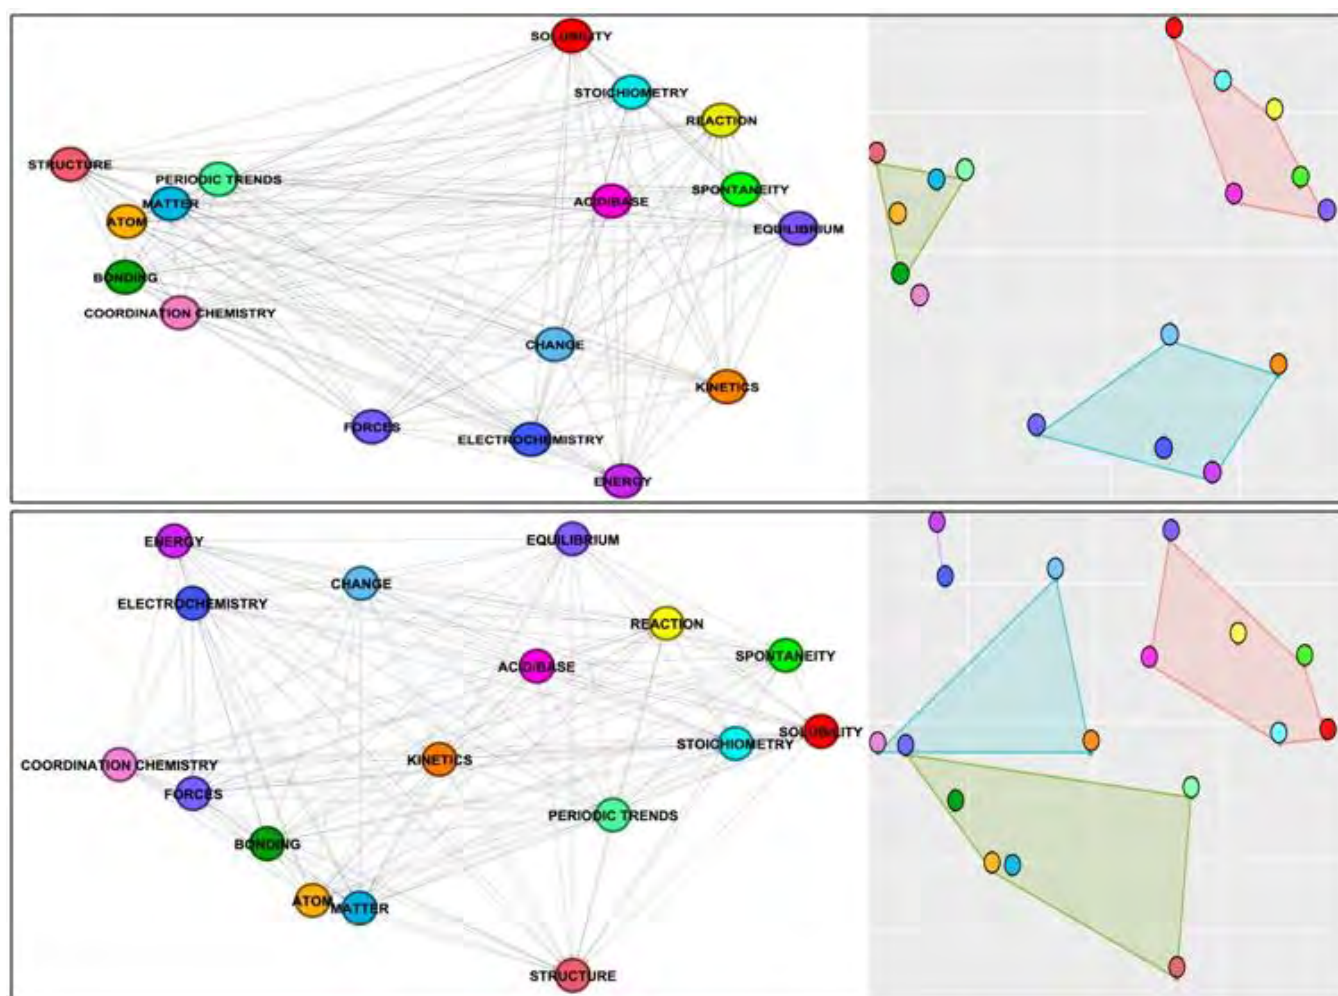 SOLUBILITY
STOICHIOMETRY
REACTION
STRUCTURE
PERIODIC TRENDS
MATTER
ACID/BASE
SPONTANEITY
ATOM
EQUILIBRIUM
BONDING
COORDINATION CHEMISTRY
CHANGE
KINETICS
FORCES
ELECTROCHEMISTRY
ENERGY
ENERGY
EQUILIBRIUM
CHANGE
ELECTROCHEMISTRY
REACTION
ACID/BASE
SPONTANEITY
SOLUBILITY
STOICHIOMETRY
KINETICS
COORDINATION CHEMISTRY
FORCES
PERIODIC TRENDS
BONDING
ATOM
MATTER
STRUCTURE